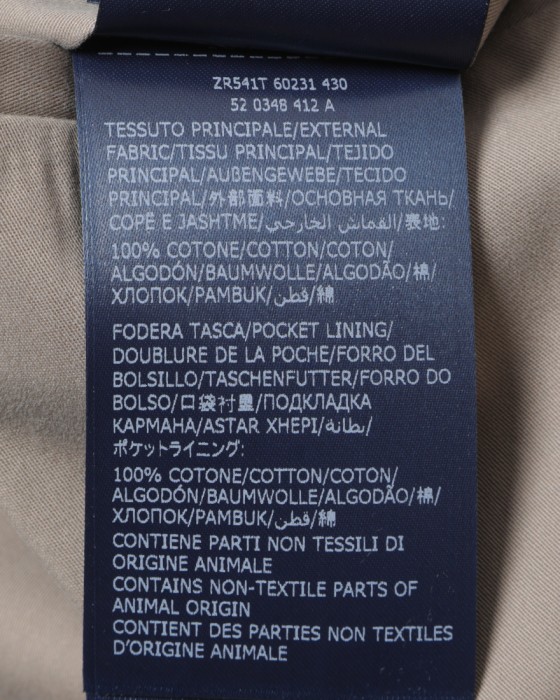 ZR541T 60231 430
52 0348 412 A
TESSUTO PRINCIPALE/EXTERNAL
FABRIC/TISSU PRINCIPAL/TEJIDO
PRINCIPAL/AUßENGEWEBE/TECIDO
PRINCIPAL/外部面料/ОСНОВНАЯ ТКАНЬ/
COPË E JASHTME/القماش الخارجي/表地:
100% COTONE/COTTON/COTON/
ALGODÓN/BAUMWOLLE/ALGODÃO/棉/
ХЛОПОК/PAMBUK/قطن/綿
FODERA TASCA/POCKET LINING/
DOUBLURE DE LA POCHE/FORRO DEL
BOLSILLO/TASCHENFUTTER/FORRO DO
BOLSO/口袋衬里/ПОДКЛАДКА
КАРМАНА/ASTAR XHEPI/بطانة/
ポケットライニング:
100% COTONE/COTTON/COTON/
ALGODÓN/BAUMWOLLE/ALGODÃO/棉/
ХЛОПОК/PAMBUK/قطن/綿
CONTIENE PARTI NON TESSILI DI
ORIGINE ANIMALE
CONTAINS NON-TEXTILE PARTS OF
ANIMAL ORIGIN
CONTIENT DES PARTIES NON TEXTILES
D'ORIGINE ANIMALE